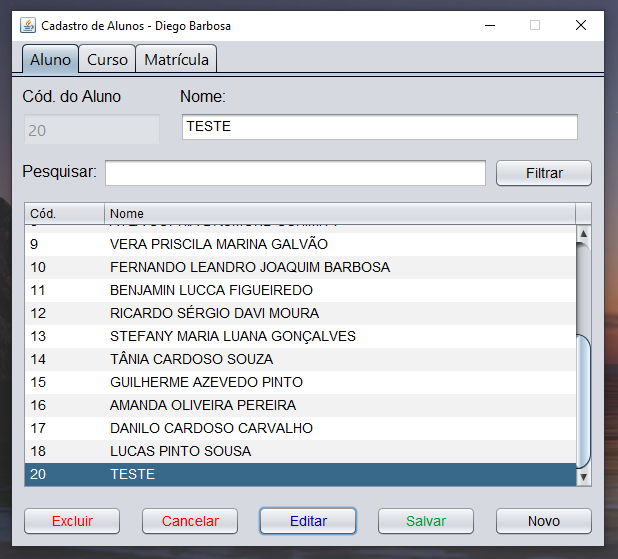 Cadastro de Alunos - Diego Barbosa
Aluno Curso Matrícula
Cód. do Aluno Nome:
20 TESTE
Pesquisar: Filtrar
Cód. Nome
9 VERA PRISCILA MARINA GALVÃO
10 FERNANDO LEANDRO JOAQUIM BARBOSA
11 BENJAMIN LUCCA FIGUEIREDO
12 RICARDO SÉRGIO DAVI MOURA
13 STEFANY MARIA LUANA GONÇALVES
14 TÂNIA CARDOSO SOUZA
15 GUILHERME AZEVEDO PINTO
16 AMANDA OLIVEIRA PEREIRA
17 DANILO CARDOSO CARVALHO
18 LUCAS PINTO SOUSA
20 TESTE
Excluir Cancelar Editar Salvar Novo